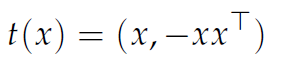 t(x) = (x, −xx⊤)